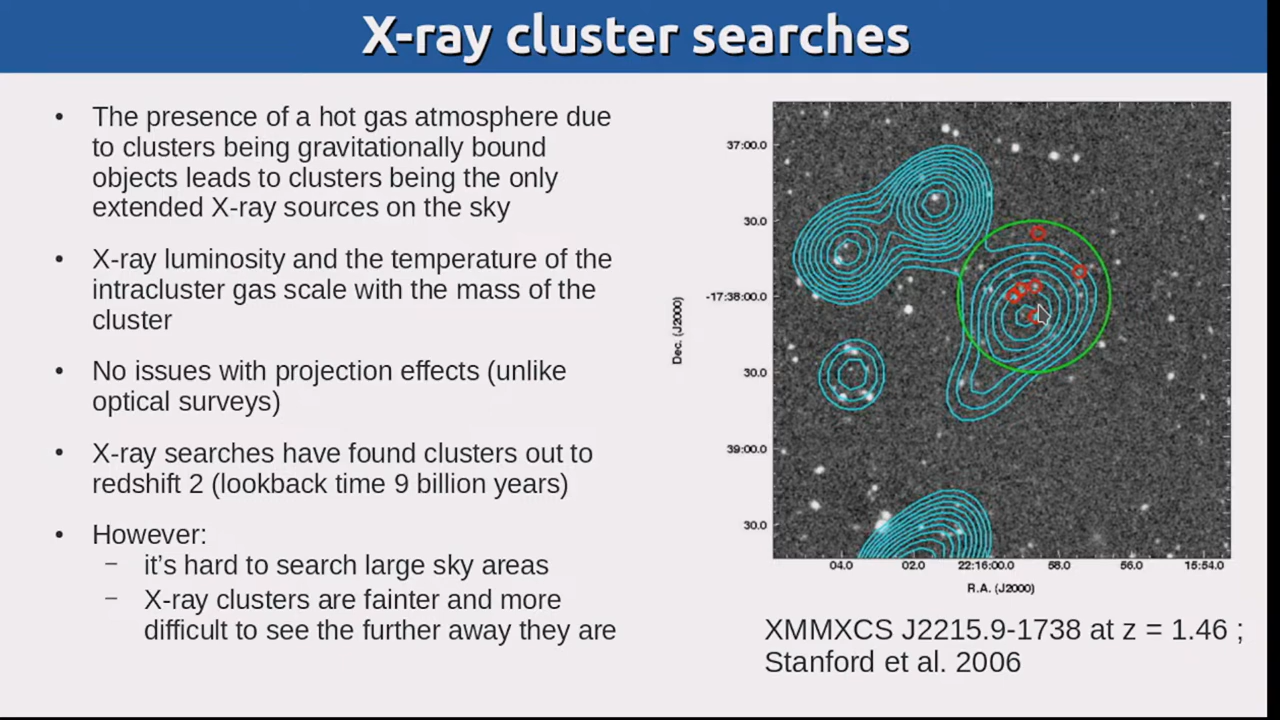 X-ray cluster searches
• The presence of a hot gas atmosphere due
to clusters being gravitationally bound
objects leads to clusters being the only
extended X-ray sources on the sky
• X-ray luminosity and the temperature of the
intracluster gas scale with the mass of the
cluster
• No issues with projection effects (unlike
optical surveys)
• X-ray searches have found clusters out to
redshift 2 (lookback time 9 billion years)
• However:
– it’s hard to search large sky areas
– X-ray clusters are fainter and more
difficult to see the further away they are
37:00.0
30.0
-17:38:00.0
30.0
39:00.0
30.0
Dec. (J2000)
04.0 02.0 22:16:00.0 58.0 56.0 15:54.0
R.A. (J2000)
XMMXCS J2215.9-1738 at z = 1.46 ;
Stanford et al. 2006